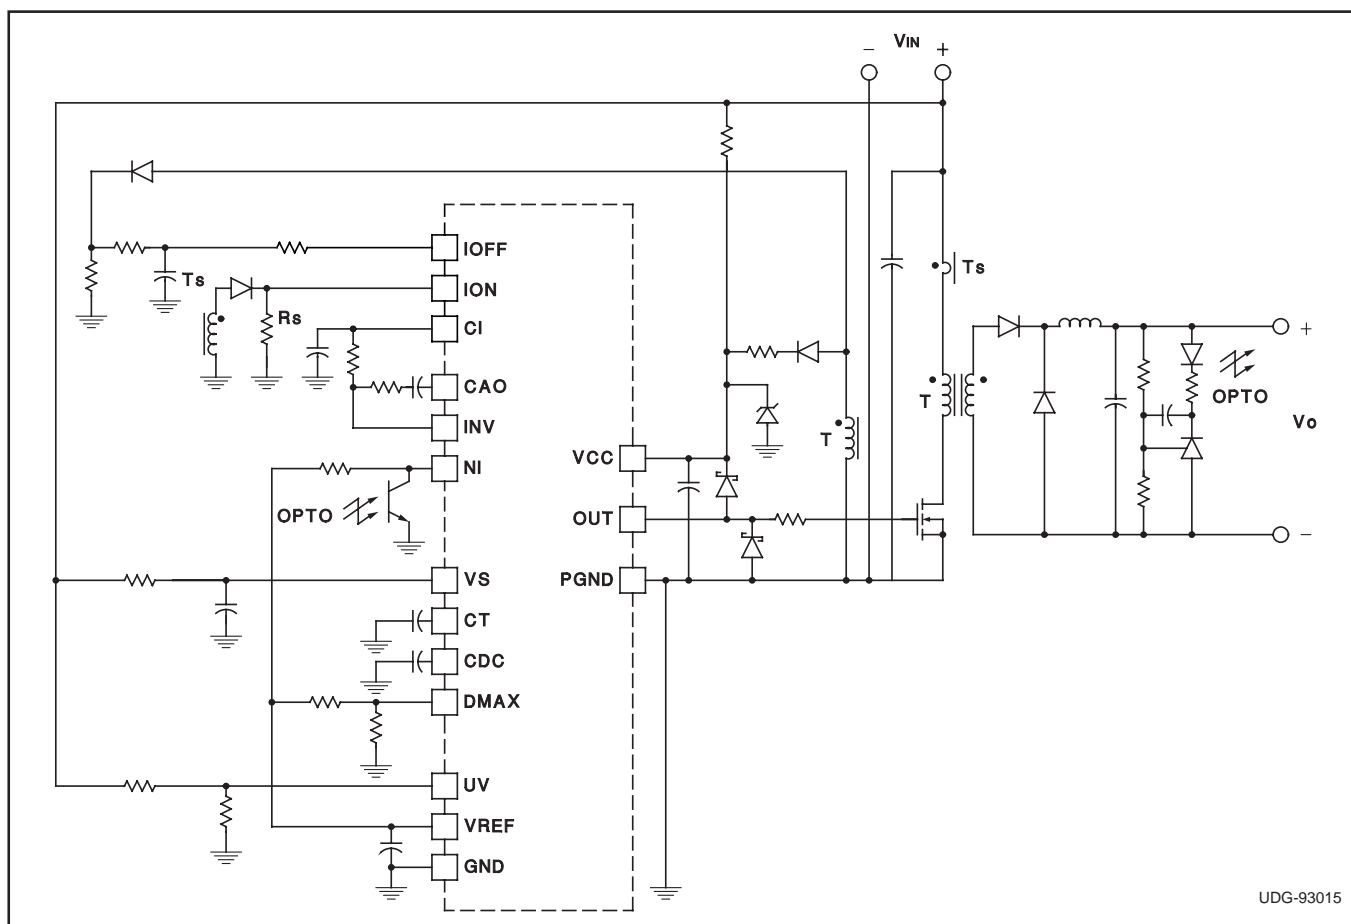 − VIN +
IOFF
Ts
ION
Rs
CI
CAO
INV
NI
OPTO
VS
CT
CDC
DMAX
UV
VREF
GND
VCC
OUT
PGND
T
Ts
T
+
OPTO
Vo
−
UDG-93015